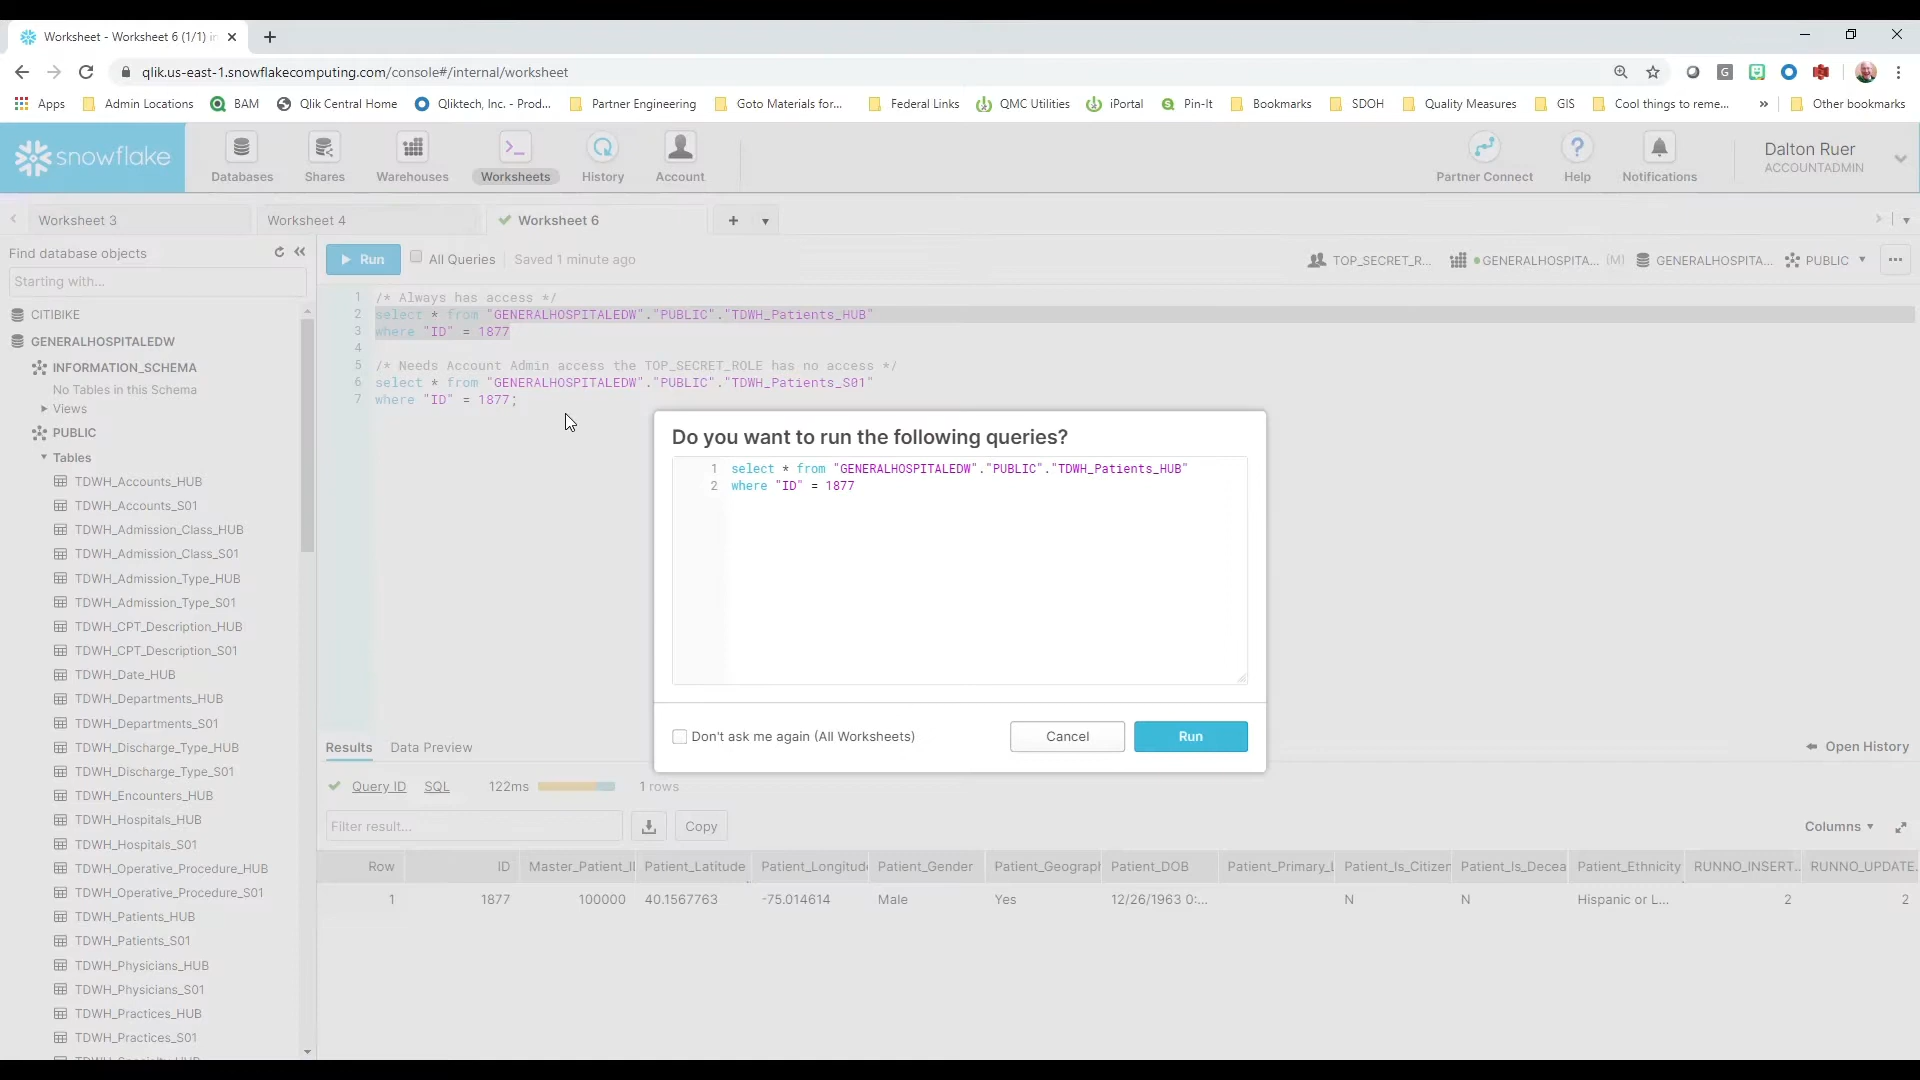 Worksheet - Worksheet 6 (1/1) in
qlik.us-east-1.snowflakecomputing.com/console#/internal/worksheet
Apps Admin Locations BAM Qlik Central Home Qliktech, Inc. - Prod... Partner Engineering Goto Materials for... Federal Links QMC Utilities iPortal Pin-It Bookmarks SDOH Quality Measures GIS Cool things to reme... » Other bookmarks
snowflake Databases Shares Warehouses Worksheets History Account Partner Connect Help Notifications
Dalton Ruer
ACCOUNTADMIN
Worksheet 3 Worksheet 4 Worksheet 6
Find database objects
Starting with...
CITIBIKE
GENERALHOSPITALEDW
INFORMATION_SCHEMA
No Tables in this Schema
Views
PUBLIC
Tables
TDWH_Accounts_HUB
TDWH_Accounts_S01
TDWH_Admission_Class_HUB
TDWH_Admission_Class_S01
TDWH_Admission_Type_HUB
TDWH_Admission_Type_S01
TDWH_CPT_Description_HUB
TDWH_CPT_Description_S01
TDWH_Date_HUB
TDWH_Departments_HUB
TDWH_Departments_S01
TDWH_Discharge_Type_HUB
TDWH_Discharge_Type_S01
TDWH_Encounters_HUB
TDWH_Hospitals_HUB
TDWH_Hospitals_S01
TDWH_Operative_Procedure_HUB
TDWH_Operative_Procedure_S01
TDWH_Patients_HUB
TDWH_Patients_S01
TDWH_Physicians_HUB
TDWH_Physicians_S01
TDWH_Practices_HUB
TDWH_Practices_S01
Run All Queries Saved 1 minute ago TOP_SECRET_R... GENERALHOSPITA... (M) GENERALHOSPITA... PUBLIC
1 /* Always has access */
2 select * from "GENERALHOSPITALEDW"."PUBLIC"."TDWH_Patients_HUB"
3 where "ID" = 1877
4
5 /* Needs Account Admin access the TOP_SECRET_ROLE has no access */
6 select * from "GENERALHOSPITALEDW"."PUBLIC"."TDWH_Patients_S01"
7 where "ID" = 1877;
Do you want to run the following queries?
1 select * from "GENERALHOSPITALEDW"."PUBLIC"."TDWH_Patients_HUB"
2 where "ID" = 1877
Don't ask me again (All Worksheets) Cancel Run
Results Data Preview Open History
Query ID SQL 122ms 1 rows
Filter result... Copy Columns
Row ID Master_Patient_I Patient_Latitude Patient_Longitud Patient_Gender Patient_Geograph Patient_DOB Patient_Primary_L Patient_Is_Citizen Patient_Is_Decea Patient_Ethnicity RUNNO_INSERT... RUNNO_UPDATE...
1 1877 100000 40.1567763 -75.014614 Male Yes 12/26/1963 0:... N N Hispanic or L... 2 2